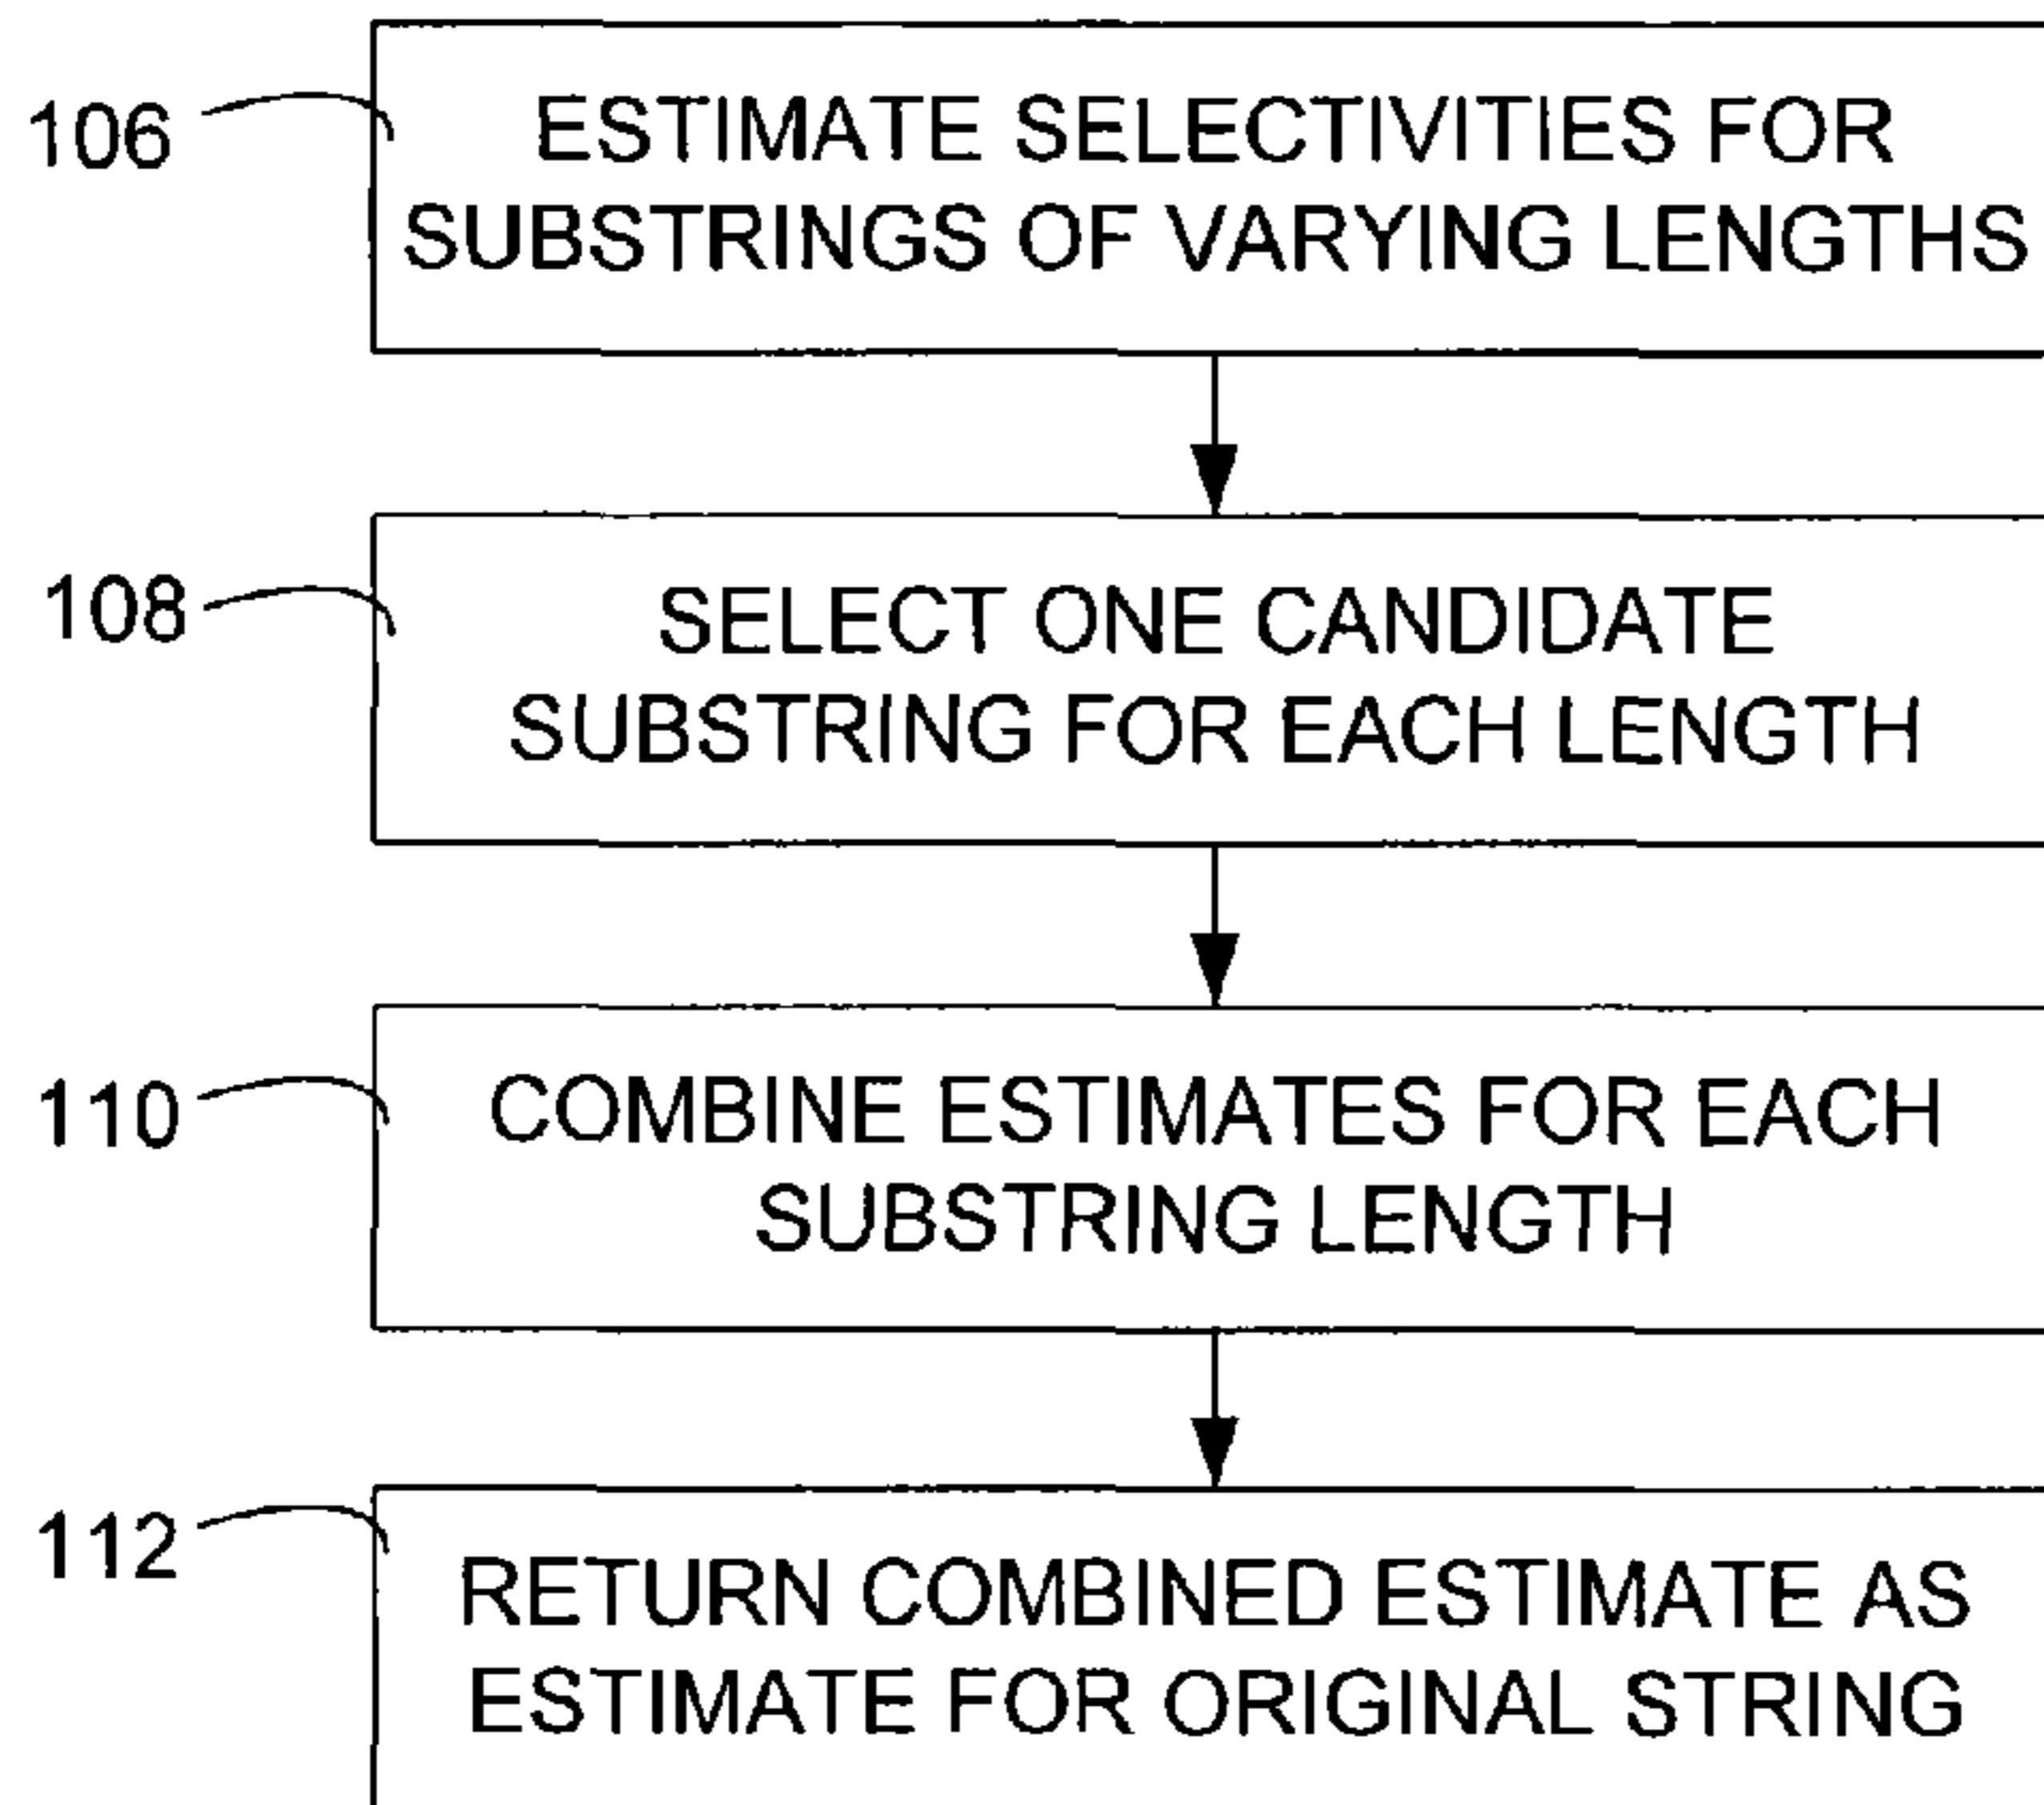 106
ESTIMATE SELECTIVITIES FOR
SUBSTRINGS OF VARYING LENGTHS
108
SELECT ONE CANDIDATE
SUBSTRING FOR EACH LENGTH
110
COMBINE ESTIMATES FOR EACH
SUBSTRING LENGTH
112
RETURN COMBINED ESTIMATE AS
ESTIMATE FOR ORIGINAL STRING